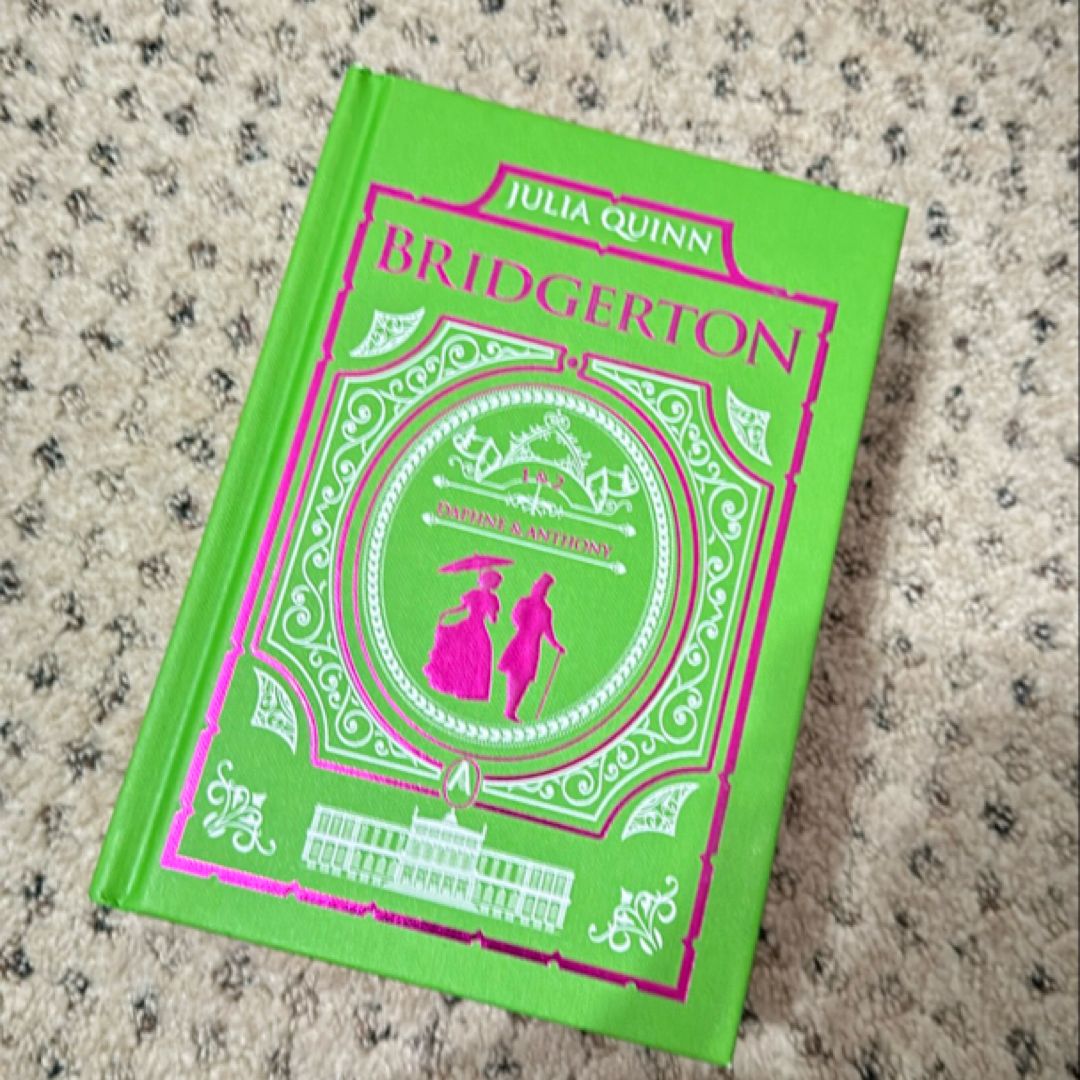 JULIA QUINN
BRIDGERTON
1 & 2
DAPHNE & ANTHONY
A